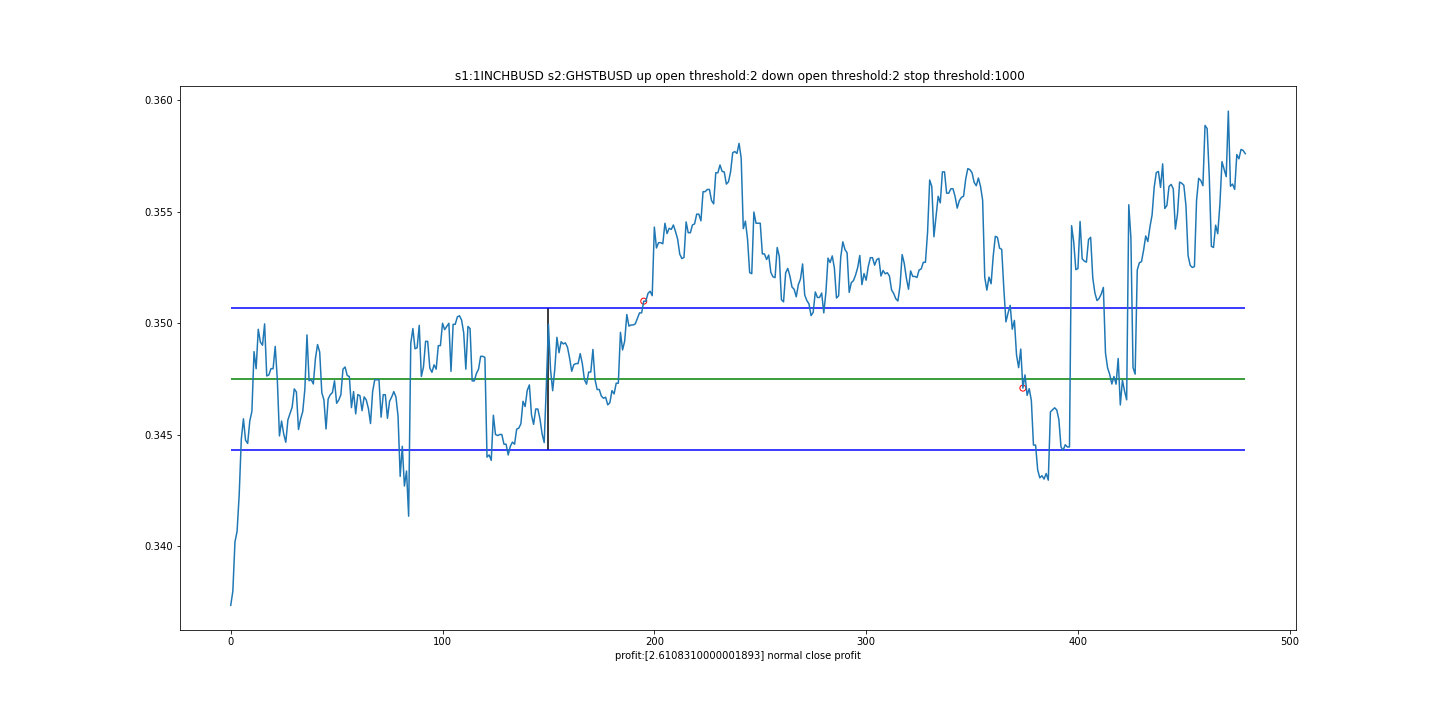 s1:1INCHBUSD s2:GHSTBUSD up open threshold:2 down open threshold:2 stop threshold:1000
0.360
0.355
0.350
0.345
0.340
0 100 200 300 400 500
profit:[2.6108310000001893] normal close profit